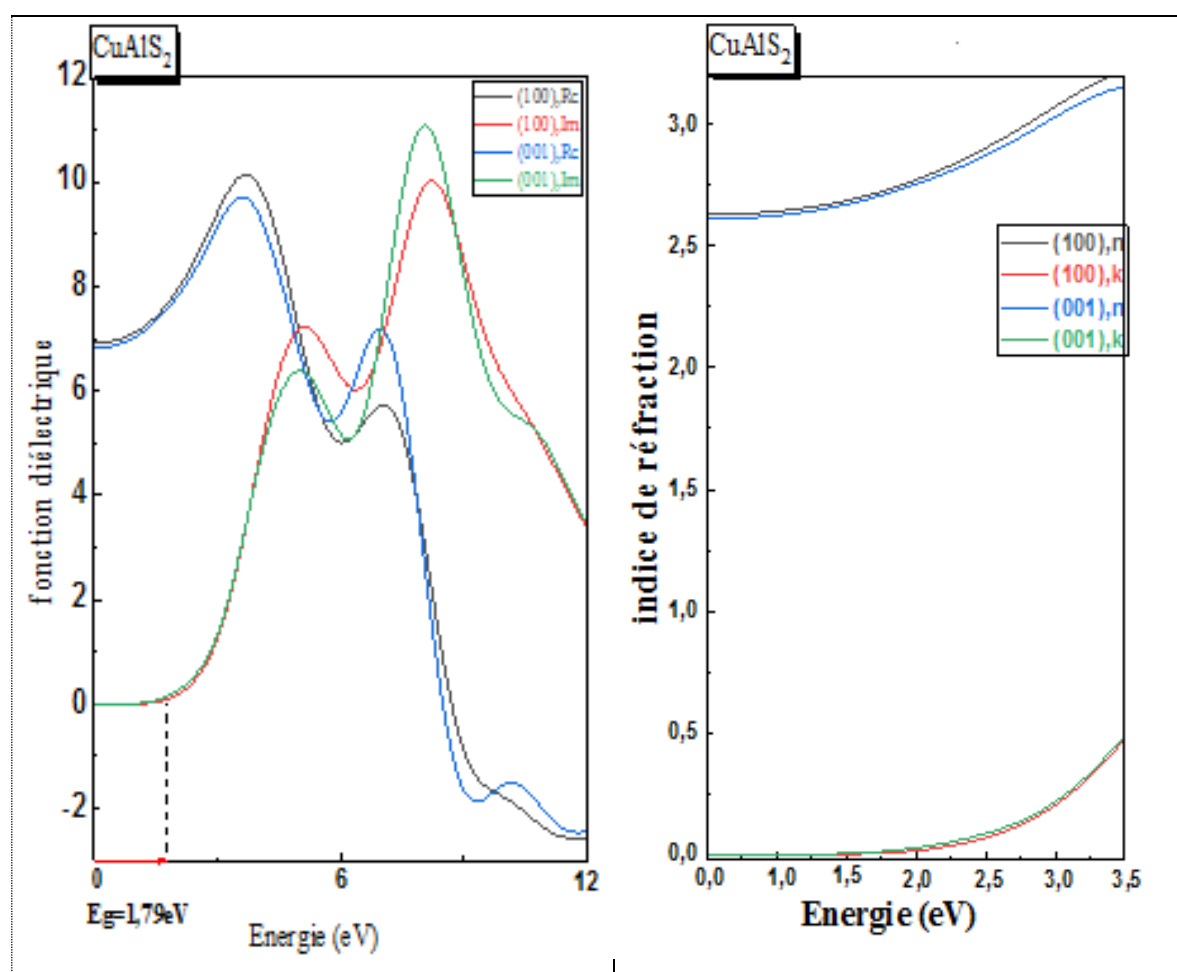 CuAlS2
12
10
8
6
4
2
0
-2
fonction diélectrique
(100),Re
(100),Im
(001),Re
(001),Im
0
6
12
Eg=1,79eV
Energie (eV)
CuAlS2
3,0
2,5
2,0
1,5
1,0
0,5
0,0
indice de réfraction
(100),n
(100),k
(001),n
(001),k
0,0
1,0
1,5
2,0
2,5
3,0
3,5
Energie (eV)